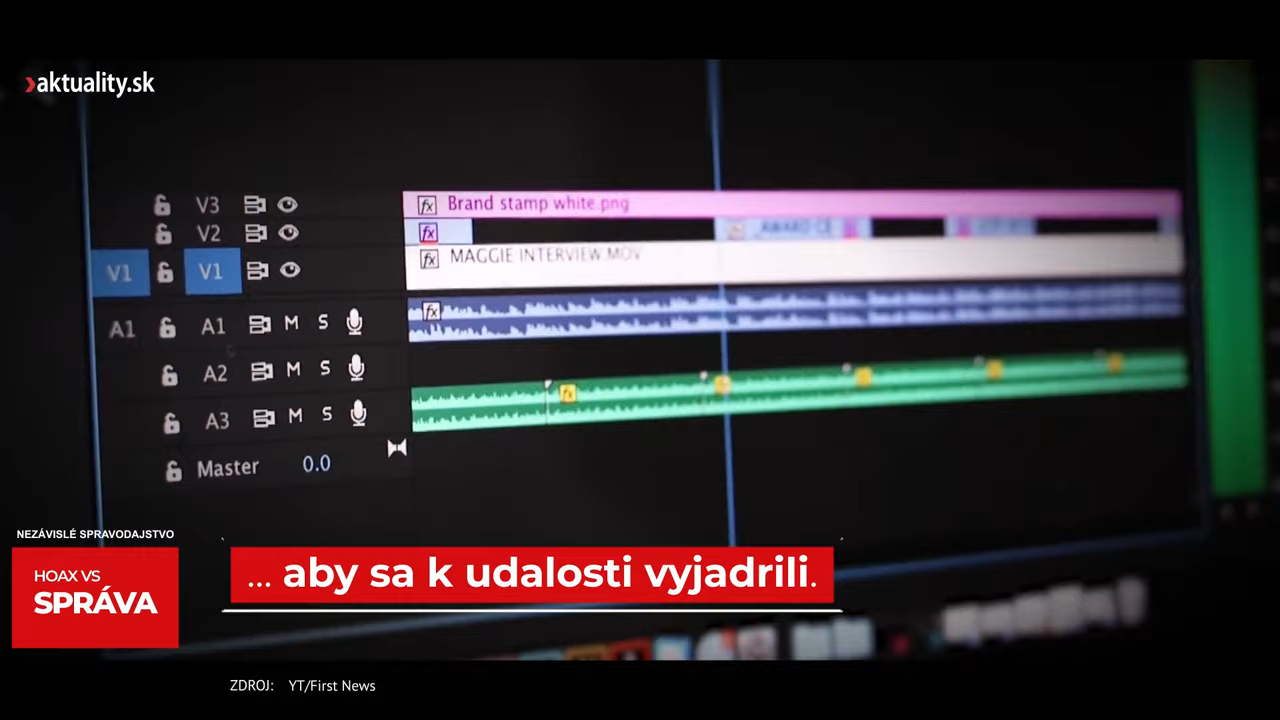 aktuality.sk
V3
Brand stamp white.png
V2
V1 V1
MAGGIE INTERVIEW.MOV
A1 A1 M S
A2 M S
A3 M S
Master 0.0
NEZÁVISLÉ SPRAVODAJSTVO
HOAX VS
SPRÁVA
... aby sa k udalosti vyjadrili.
ZDROJ: YT/First News